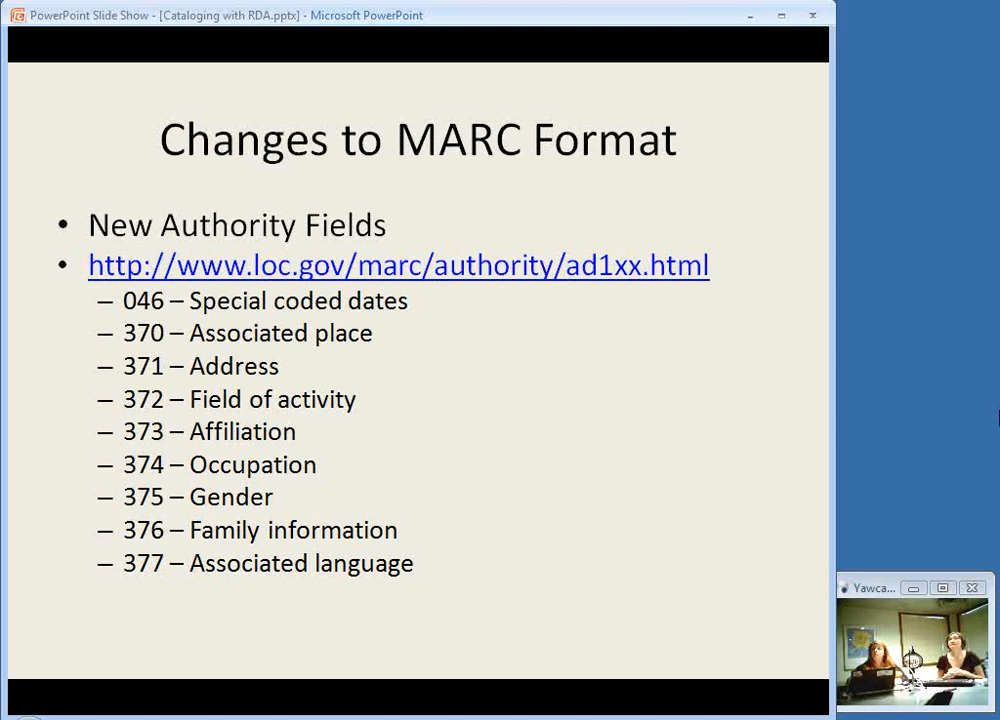 PowerPoint Slide Show - [Cataloging with RDA.pptx] - Microsoft PowerPoint
Changes to MARC Format
• New Authority Fields
• http://www.loc.gov/marc/authority/ad1xx.html
– 046 – Special coded dates
– 370 – Associated place
– 371 – Address
– 372 – Field of activity
– 373 – Affiliation
– 374 – Occupation
– 375 – Gender
– 376 – Family information
– 377 – Associated language
Yawca...